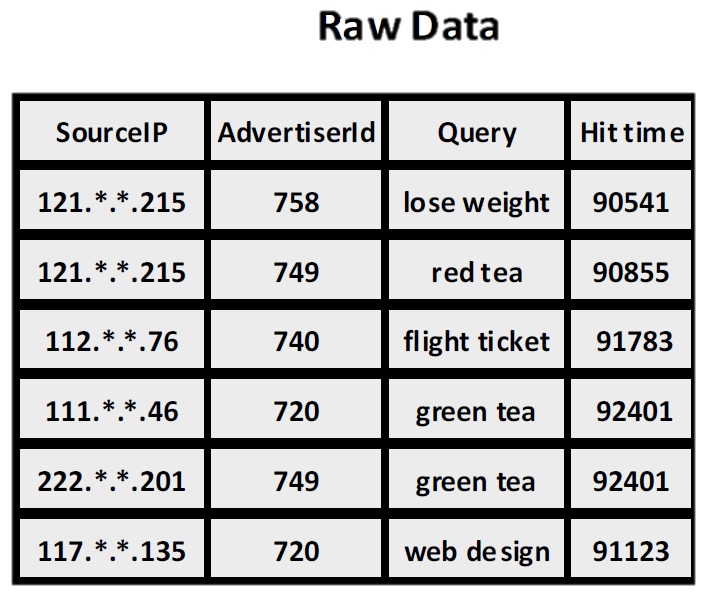 Raw Data
SourceIP AdvertiserId Query Hit time
121.*.*.215 758 lose weight 90541
121.*.*.215 749 red tea 90855
112.*.*.76 740 flight ticket 91783
111.*.*.46 720 green tea 92401
222.*.*.201 749 green tea 92401
117.*.*.135 720 web design 91123